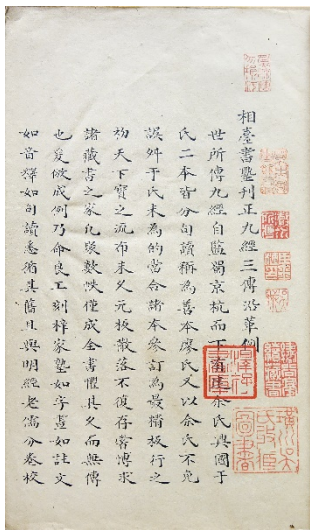 相臺書塾刊正九經三傳沿革例
世所傳九經自監蜀京杭而下有建余氏興國于
氏二本皆分句讀稱為善本廖氏又以余氏不免
誤舛于氏未為的當合諸本參訂為最精板行之
初天下寶之流布未久元板散落不復存嘗博求
諸藏書之家凡聚數帙僅成全書懼其久而無傳
也爰倣成例乃命良工刻梓家塾如字畫如註文
如音釋如句讀悉循其舊且與明經老儒分卷校